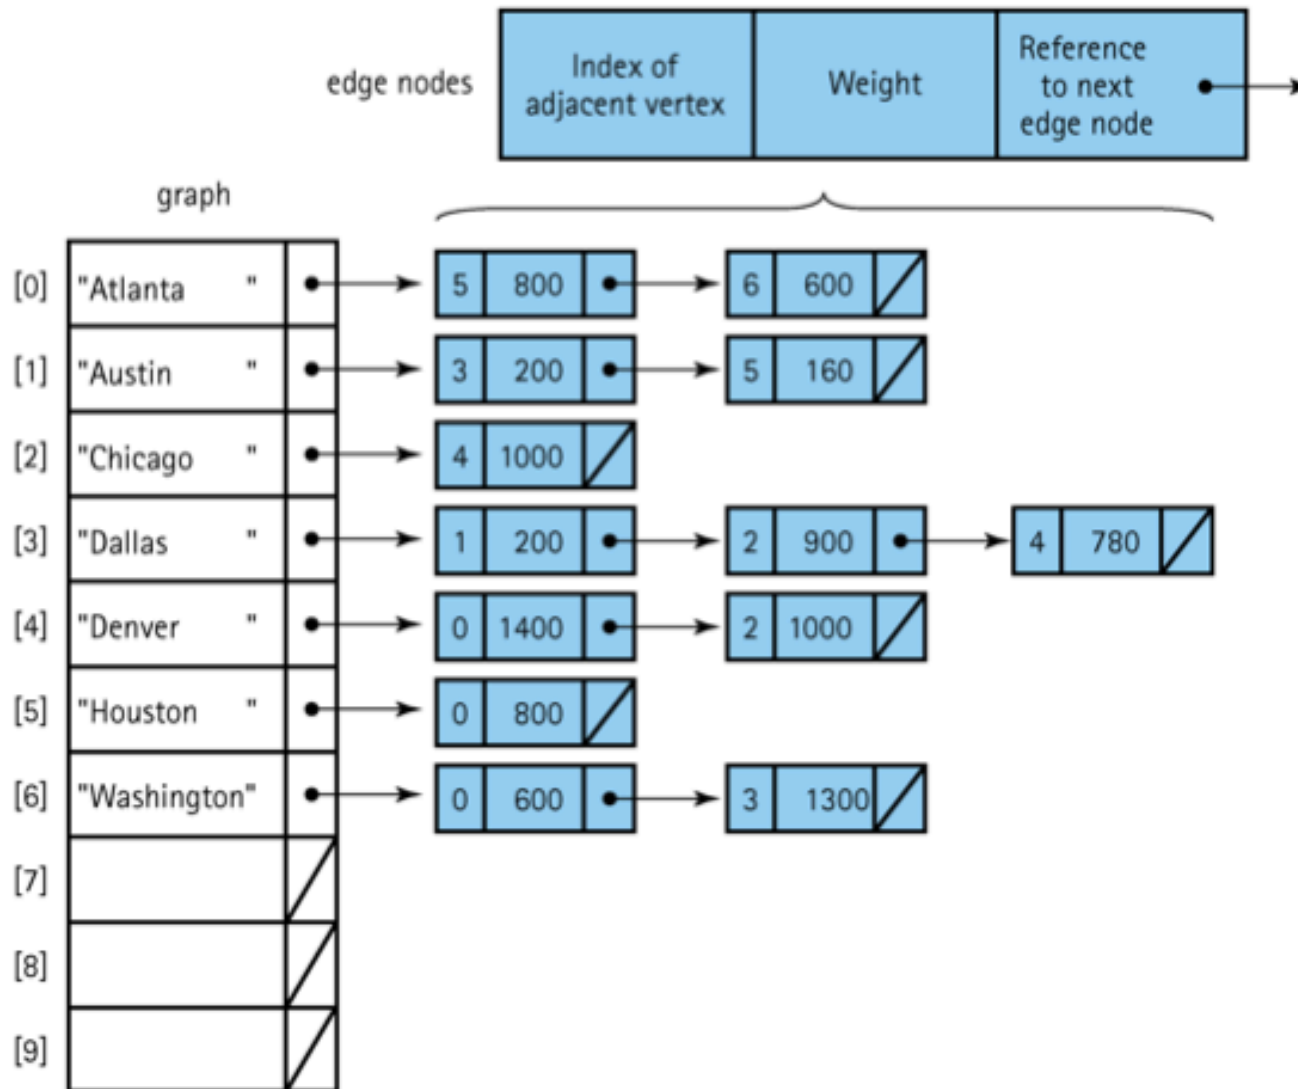 edge nodes
Index of
adjacent vertex
Weight
Reference
to next
edge node
graph
[0] "Atlanta " 5 800 6 600
[1] "Austin " 3 200 5 160
[2] "Chicago " 4 1000
[3] "Dallas " 1 200 2 900 4 780
[4] "Denver " 0 1400 2 1000
[5] "Houston " 0 800
[6] "Washington" 0 600 3 1300
[7]
[8]
[9]